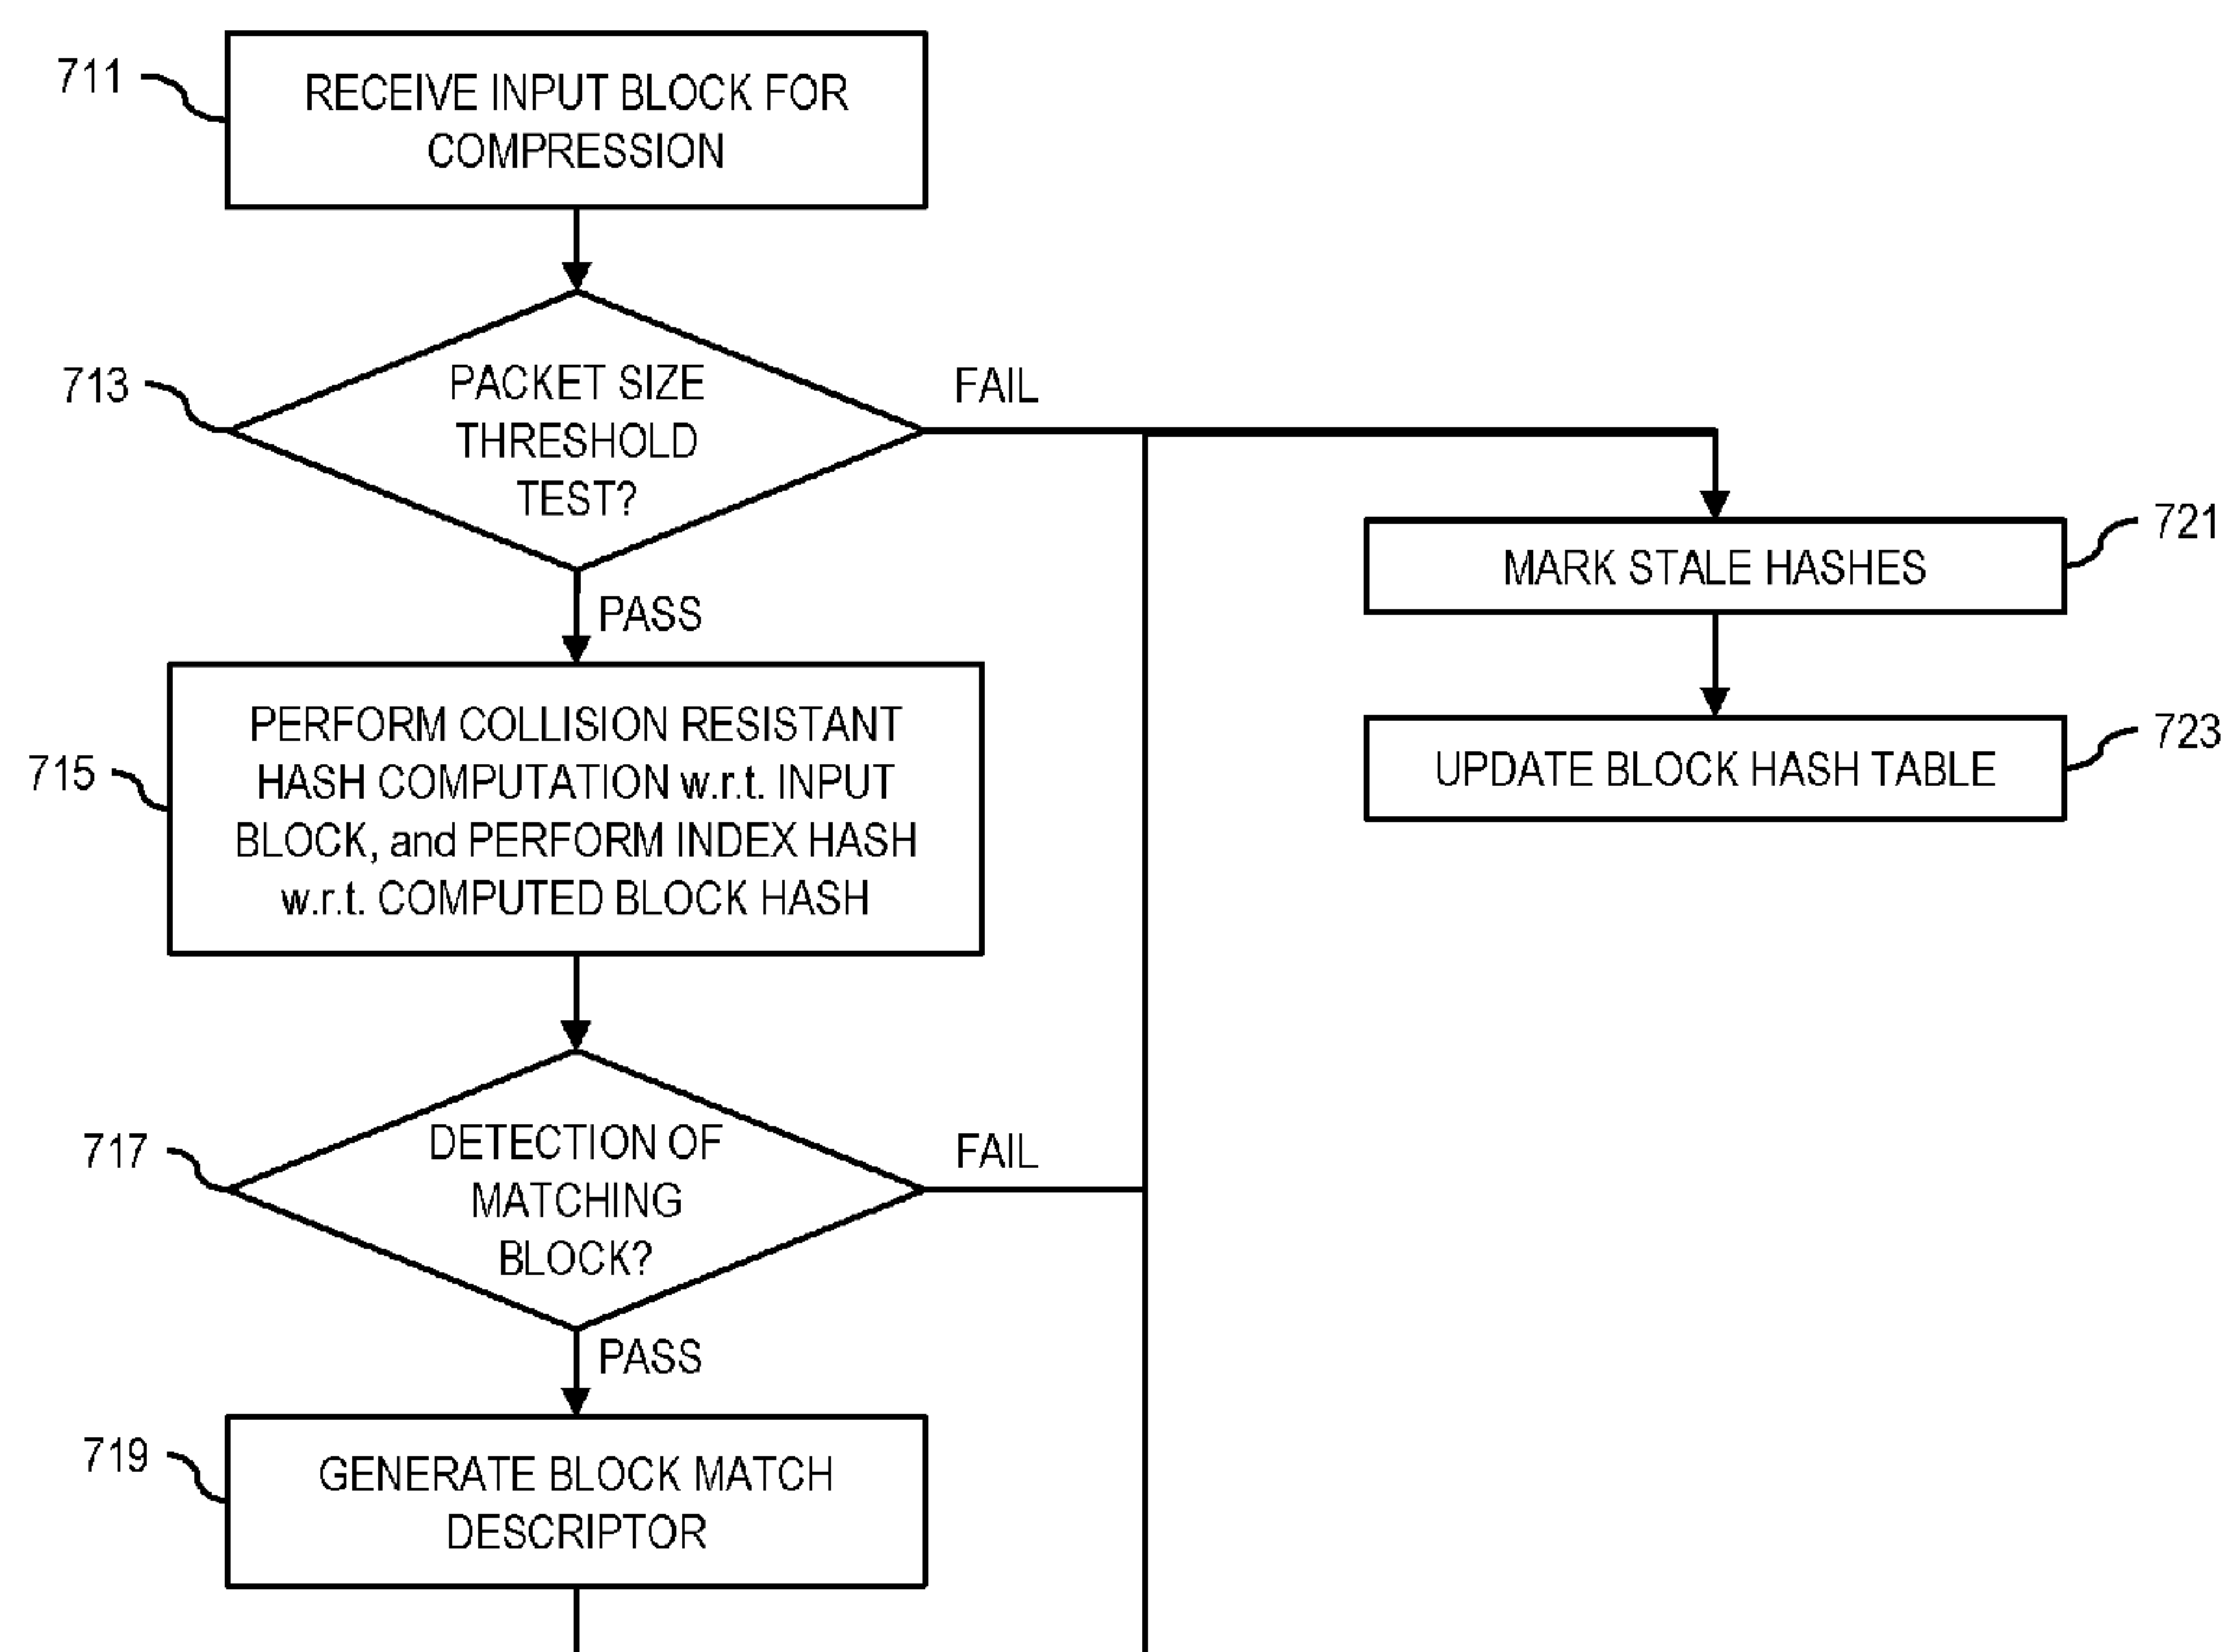 711
RECEIVE INPUT BLOCK FOR
COMPRESSION
713
PACKET SIZE
THRESHOLD
TEST?
FAIL
PASS
721
MARK STALE HASHES
723
UPDATE BLOCK HASH TABLE
715
PERFORM COLLISION RESISTANT
HASH COMPUTATION w.r.t. INPUT
BLOCK, and PERFORM INDEX HASH
w.r.t. COMPUTED BLOCK HASH
717
DETECTION OF
MATCHING
BLOCK?
FAIL
PASS
719
GENERATE BLOCK MATCH
DESCRIPTOR